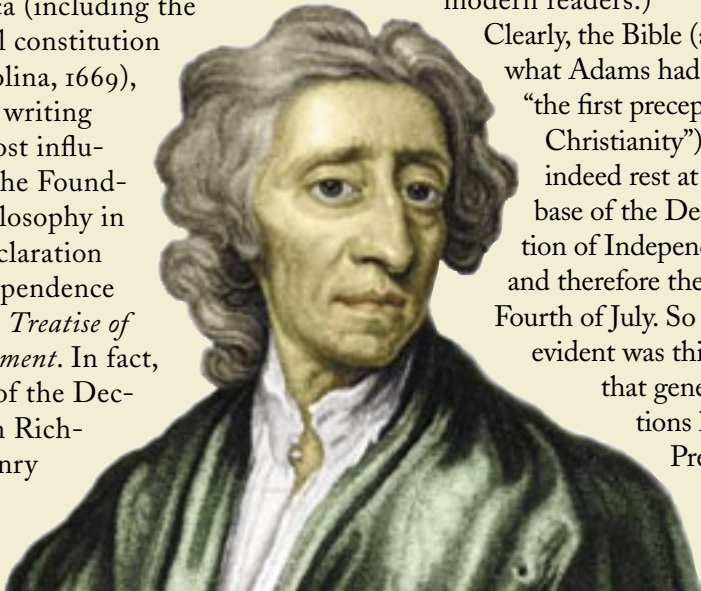 ca (including the
l constitution
olina, 1669),
writing
ost influ-
he Found-
losophy in
claration
pendence
Treatise of
ment. In fact,
of the Dec-
n Rich-
nry
modern readers.)
Clearly, the Bible (a
what Adams had
“the first precep
Christianity”)
indeed rest at
base of the De
tion of Indepen
and therefore the
Fourth of July. So
evident was thi
that gene
tions
Pre